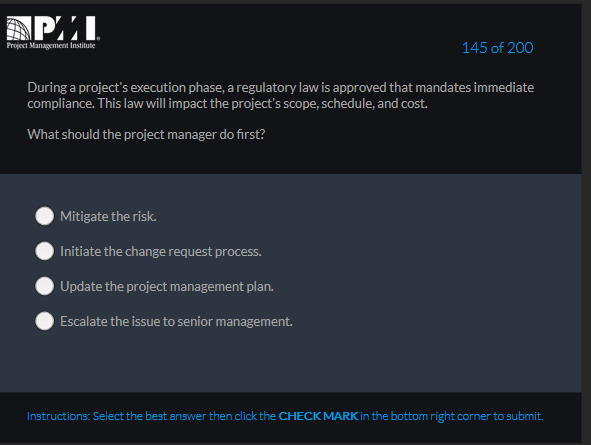 PMI
Project Management Institute
145 of 200
During a project's execution phase, a regulatory law is approved that mandates immediate
compliance. This law will impact the project's scope, schedule, and cost.
What should the project manager do first?
Mitigate the risk.
Initiate the change request process.
Update the project management plan.
Escalate the issue to senior management.
Instructions: Select the best answer then click the CHECK MARK in the bottom right corner to submit.